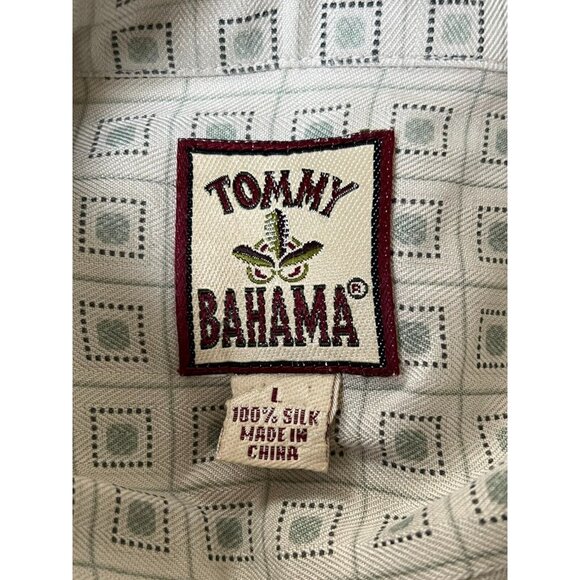 TOMMY
BAHAMA®
L
100% SILK
MADE IN
CHINA